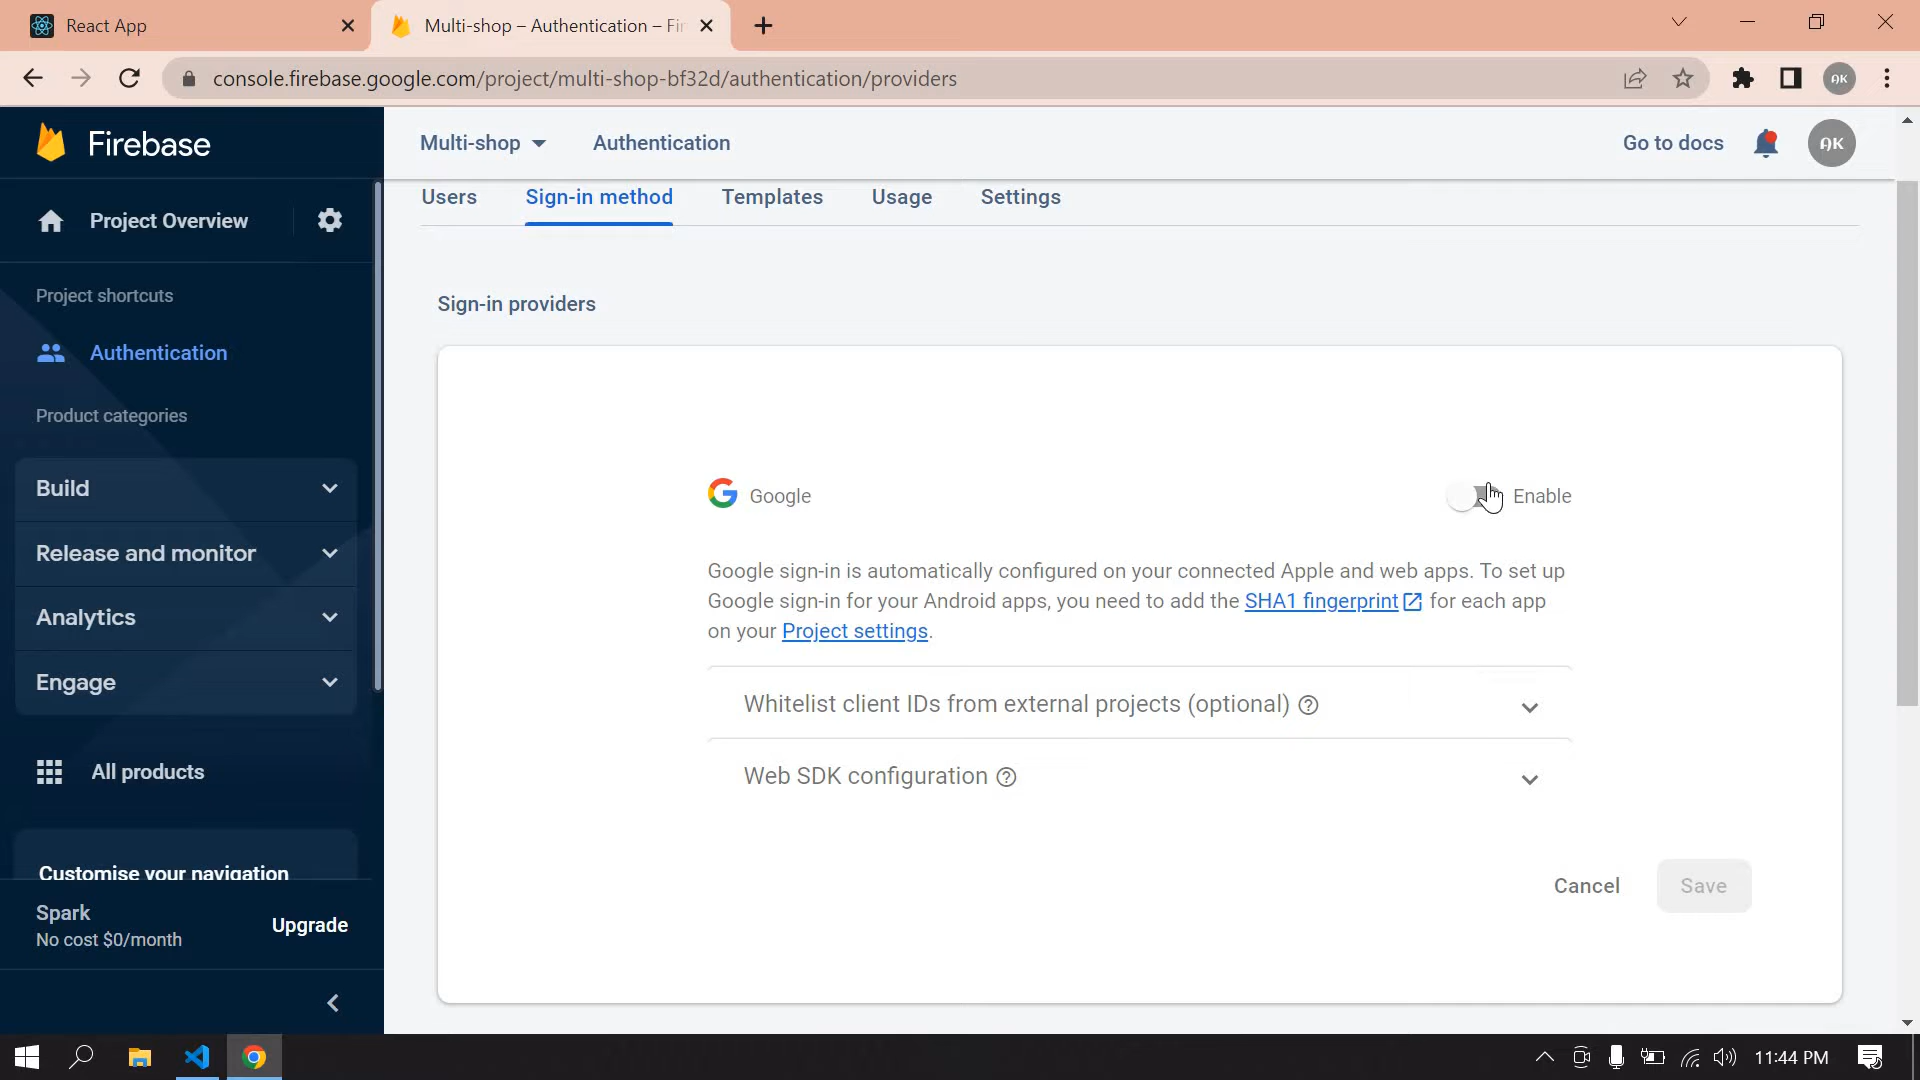 React App
Multi-shop – Authentication – Fir
console.firebase.google.com/project/multi-shop-bf32d/authentication/providers
AK
Firebase
Multi-shop
Authentication
Go to docs
AK
Project Overview
Users
Sign-in method
Templates
Usage
Settings
Project shortcuts
Sign-in providers
Authentication
Product categories
Build
Google
Enable
Release and monitor
Google sign-in is automatically configured on your connected Apple and web apps. To set up
Google sign-in for your Android apps, you need to add the SHA1 fingerprint for each app
on your Project settings.
Analytics
Engage
Whitelist client IDs from external projects (optional)
Web SDK configuration
All products
Customise your navigation
Cancel
Save
Spark
No cost $0/month
Upgrade
11:44 PM